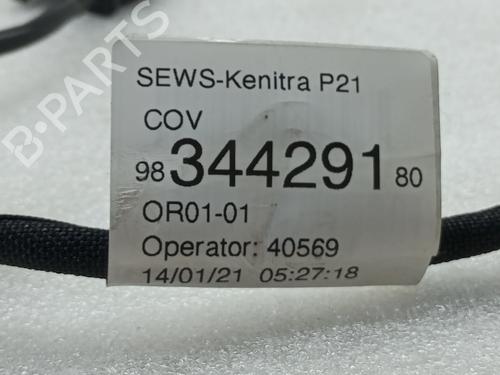 SEWS-Kenitra P21
COV
98 344291 80
OR01-01
Operator: 40569
14/01/21 05:27:18
B-PARTS